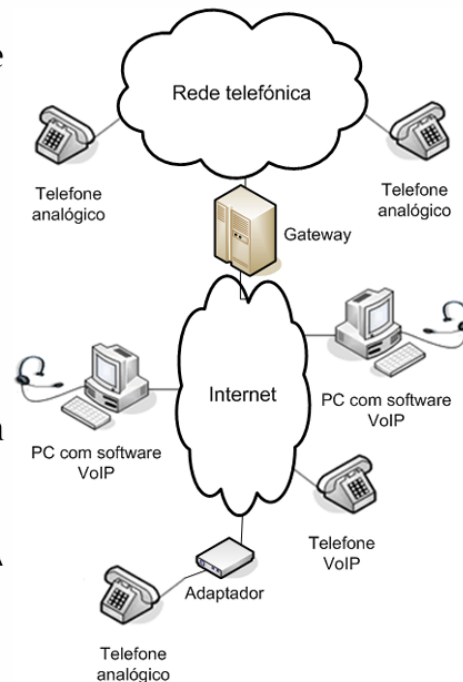 e
Rede telefónica
Telefone
analógico
Telefone
analógico
Gateway
Internet
PC com software
VoIP
PC com software
VoIP
Telefone
VoIP
Adaptador
Telefone
analógico